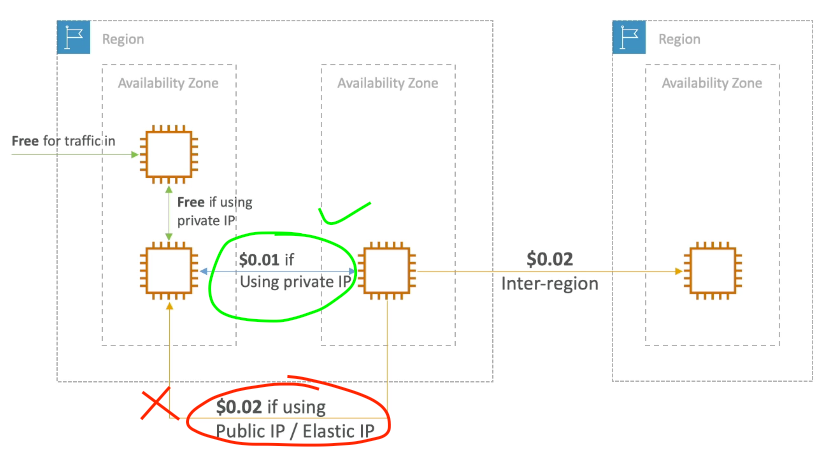 Region
Region
Availability Zone
Availability Zone
Availability Zone
Free for traffic in
Free if using
private IP
$0.01 if
Using private IP
$0.02
Inter-region
$0.02 if using
Public IP / Elastic IP